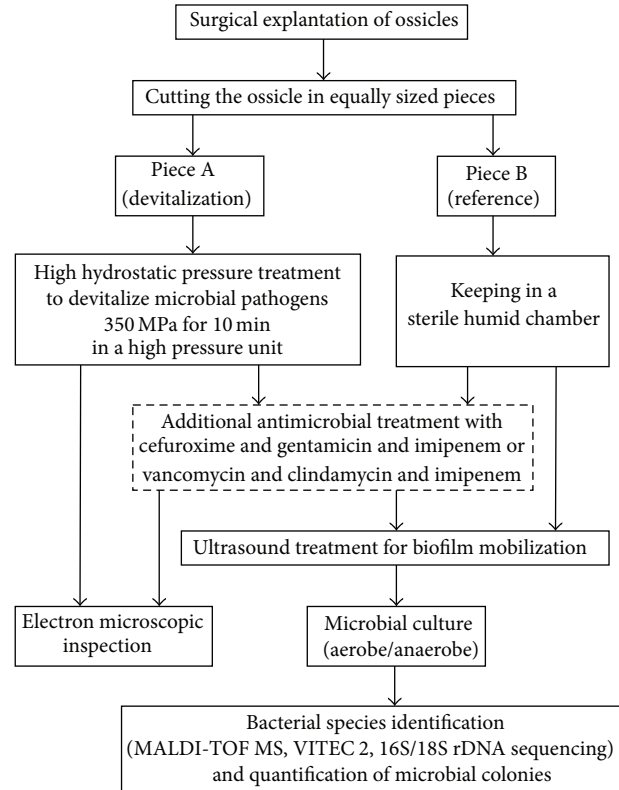 Surgical explantation of ossicles
Cutting the ossicle in equally sized pieces
Piece A
(devitalization)
Piece B
(reference)
High hydrostatic pressure treatment
to devitalize microbial pathogens
350 MPa for 10 min
in a high pressure unit
Keeping in a
sterile humid chamber
Additional antimicrobial treatment with
cefuroxime and gentamicin and imipenem or
vancomycin and clindamycin and imipenem
Ultrasound treatment for biofilm mobilization
Electron microscopic
inspection
Microbial culture
(aerobe/anaerobe)
Bacterial species identification
(MALDI-TOF MS, VITEC 2, 16S/18S rDNA sequencing)
and quantification of microbial colonies